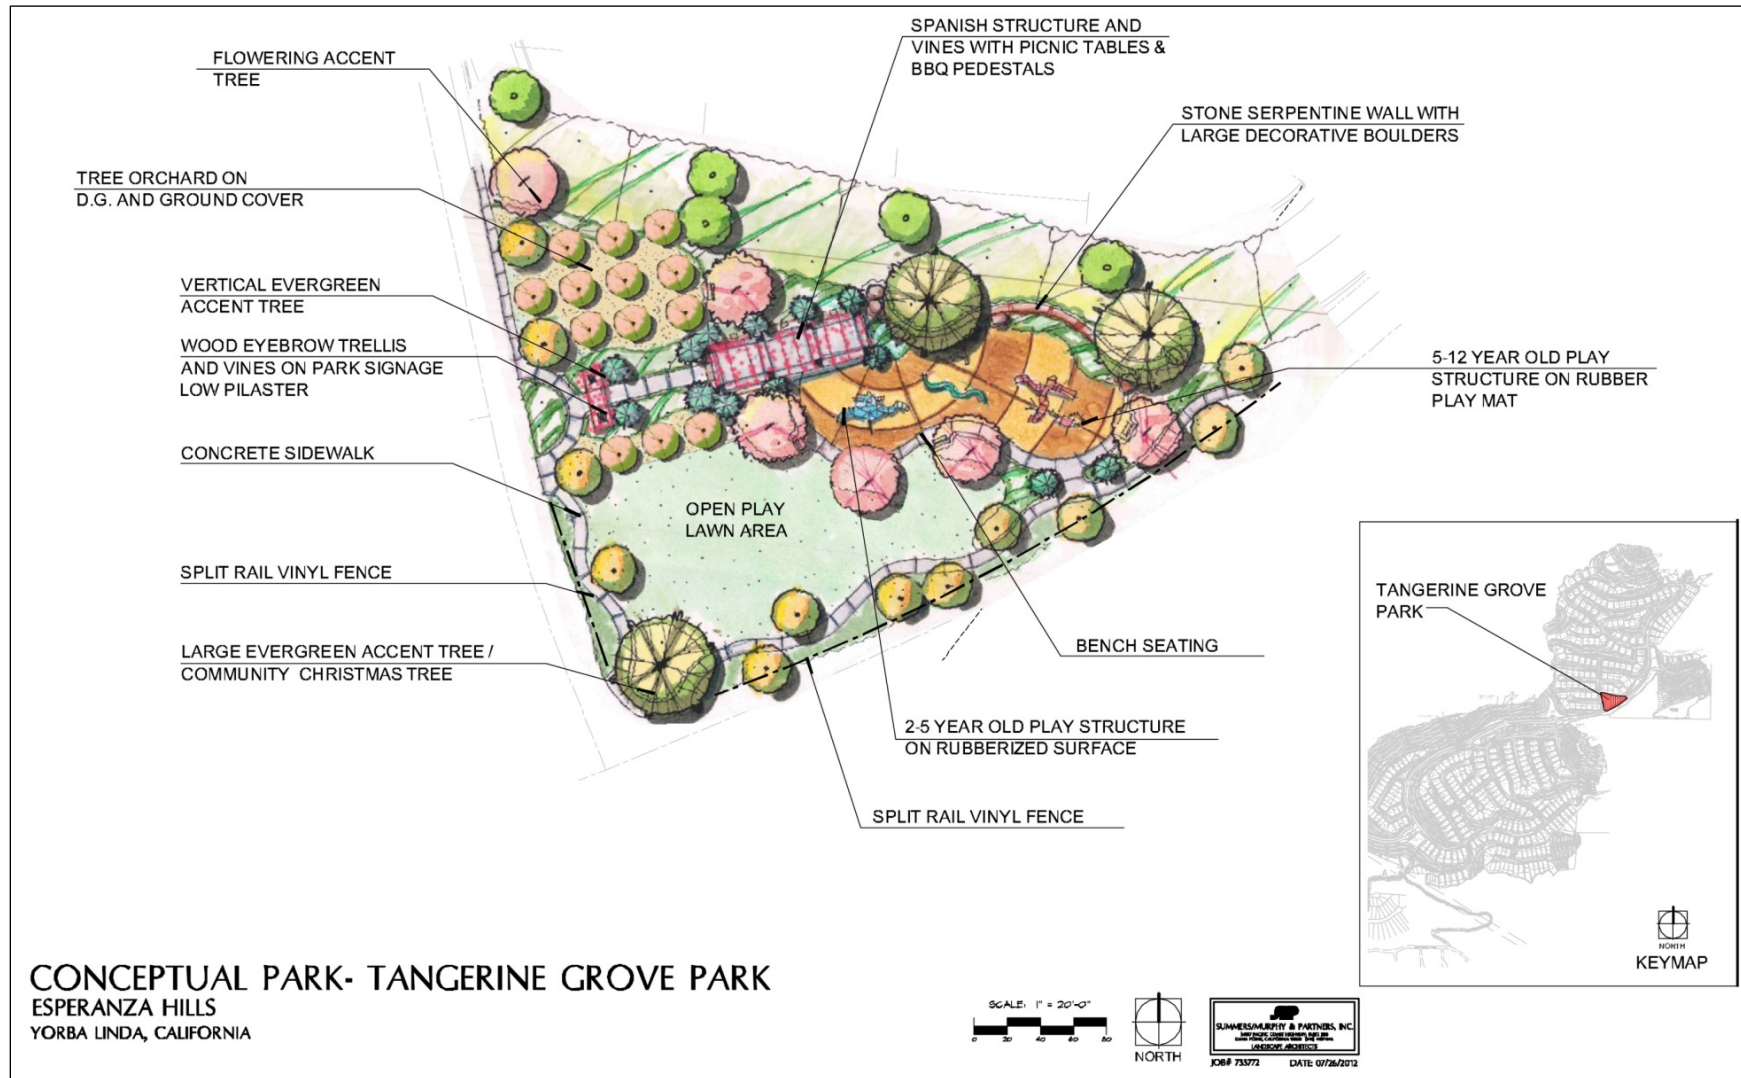 FLOWERING ACCENT
TREE
SPANISH STRUCTURE AND
VINES WITH PICNIC TABLES &
BBQ PEDESTALS
STONE SERPENTINE WALL WITH
LARGE DECORATIVE BOULDERS
TREE ORCHARD ON
D.G. AND GROUND COVER
VERTICAL EVERGREEN
ACCENT TREE
WOOD EYEBROW TRELLIS
AND VINES ON PARK SIGNAGE
LOW PILASTER
5-12 YEAR OLD PLAY
STRUCTURE ON RUBBER
PLAY MAT
CONCRETE SIDEWALK
OPEN PLAY
LAWN AREA
SPLIT RAIL VINYL FENCE
LARGE EVERGREEN ACCENT TREE /
COMMUNITY CHRISTMAS TREE
BENCH SEATING
2-5 YEAR OLD PLAY STRUCTURE
ON RUBBERIZED SURFACE
SPLIT RAIL VINYL FENCE
TANGERINE GROVE
PARK
NORTH
KEYMAP
CONCEPTUAL PARK- TANGERINE GROVE PARK
ESPERANZA HILLS
YORBA LINDA, CALIFORNIA
SCALE: 1" = 20'-0"
0 20 40 60 80
NORTH
SUMMERS/MURPHY & PARTNERS, INC.
LANDSCAPE ARCHITECTS
JOB# 735772 DATE: 07/26/2012